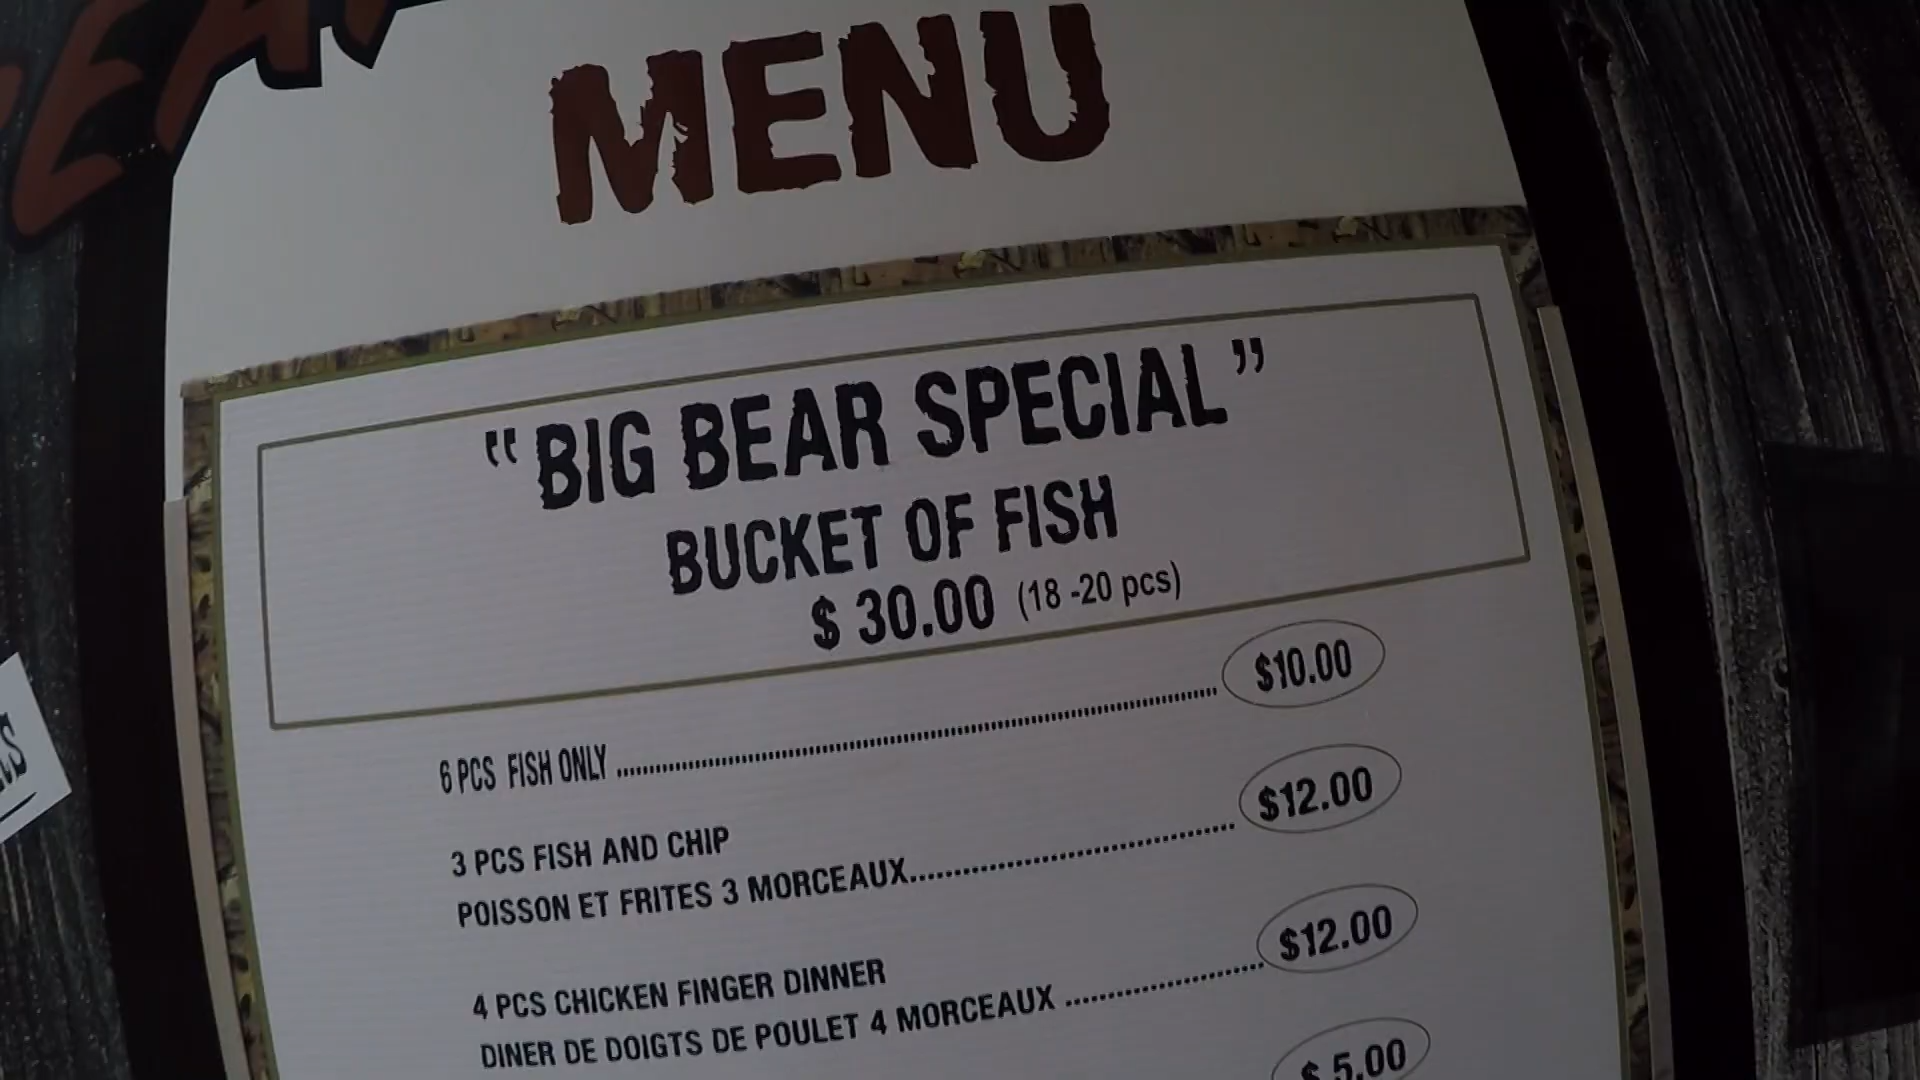 MENU
"BIG BEAR SPECIAL"
BUCKET OF FISH
$ 30.00 (18 -20 pcs)
6 PCS FISH ONLY ........ $10.00
3 PCS FISH AND CHIP
POISSON ET FRITES 3 MORCEAUX........ $12.00
4 PCS CHICKEN FINGER DINNER
DINER DE DOIGTS DE POULET 4 MORCEAUX ........ $12.00
$ 5.00